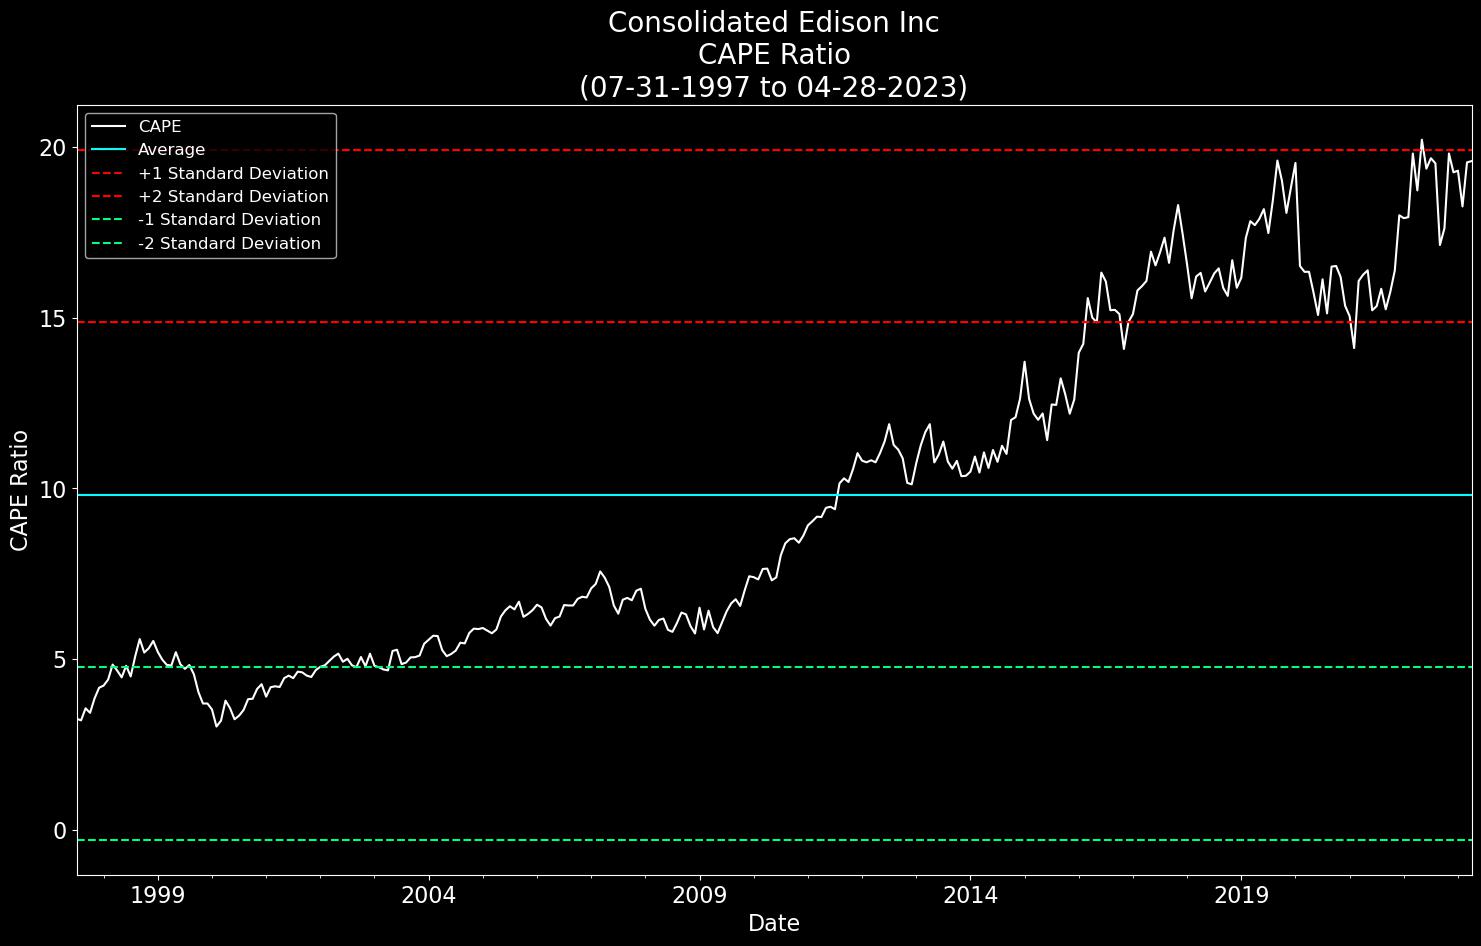 Consolidated Edison Inc
CAPE Ratio
(07-31-1997 to 04-28-2023)
CAPE
Average
+1 Standard Deviation
+2 Standard Deviation
-1 Standard Deviation
-2 Standard Deviation
CAPE Ratio
20
15
10
5
0
1999
2004
2009
2014
2019
Date